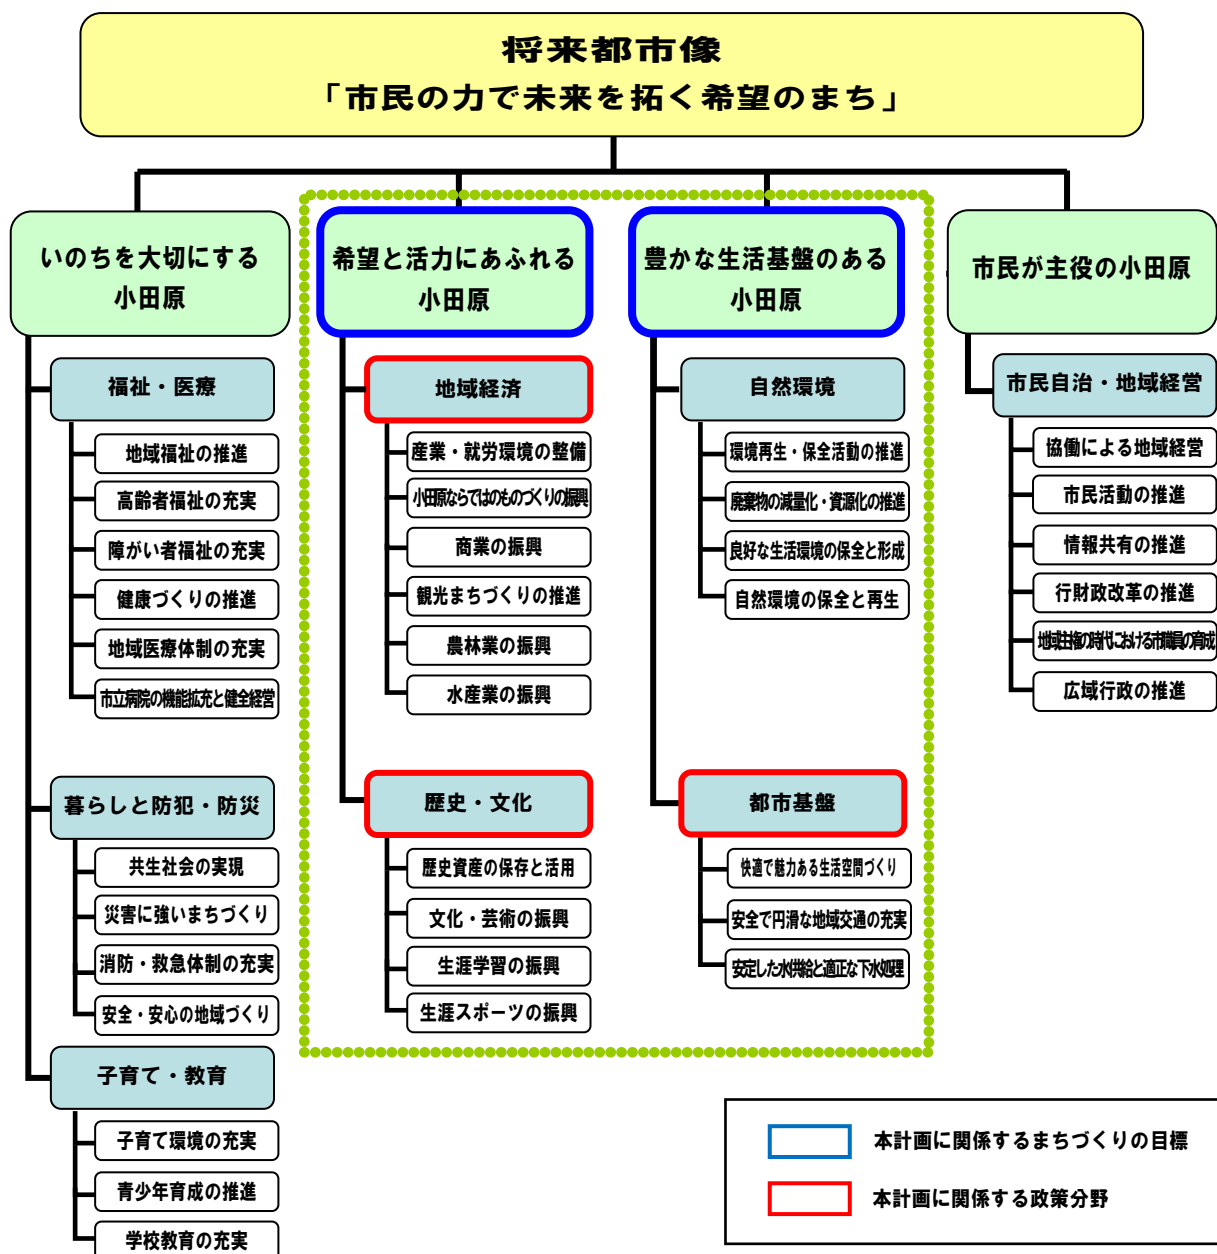 将来都市像
「市民の力で未来を拓く希望のまち」
いのちを大切にする
小田原
福祉・医療
地域福祉の推進
高齢者福祉の充実
障がい者福祉の充実
健康づくりの推進
地域医療体制の充実
市立病院の機能拡充と健全経営
暮らしと防犯・防災
共生社会の実現
災害に強いまちづくり
消防・救急体制の充実
安全・安心の地域づくり
子育て・教育
子育て環境の充実
青少年育成の推進
学校教育の充実
希望と活力にあふれる
小田原
地域経済
産業・就労環境の整備
小田原ならではのものづくりの振興
商業の振興
観光まちづくりの推進
農林業の振興
水産業の振興
歴史・文化
歴史資産の保存と活用
文化・芸術の振興
生涯学習の振興
生涯スポーツの振興
豊かな生活基盤のある
小田原
自然環境
環境再生・保全活動の推進
廃棄物の減量化・資源化の推進
良好な生活環境の保全と形成
自然環境の保全と再生
都市基盤
快適で魅力ある生活空間づくり
安全で円滑な地域交通の充実
安定した水供給と適正な下水処理
市民が主役の小田原
市民自治・地域経営
協働による地域経営
市民活動の推進
情報共有の推進
行財政改革の推進
地域主権の時代における市職員の育成
広域行政の推進
本計画に関係するまちづくりの目標
本計画に関係する政策分野